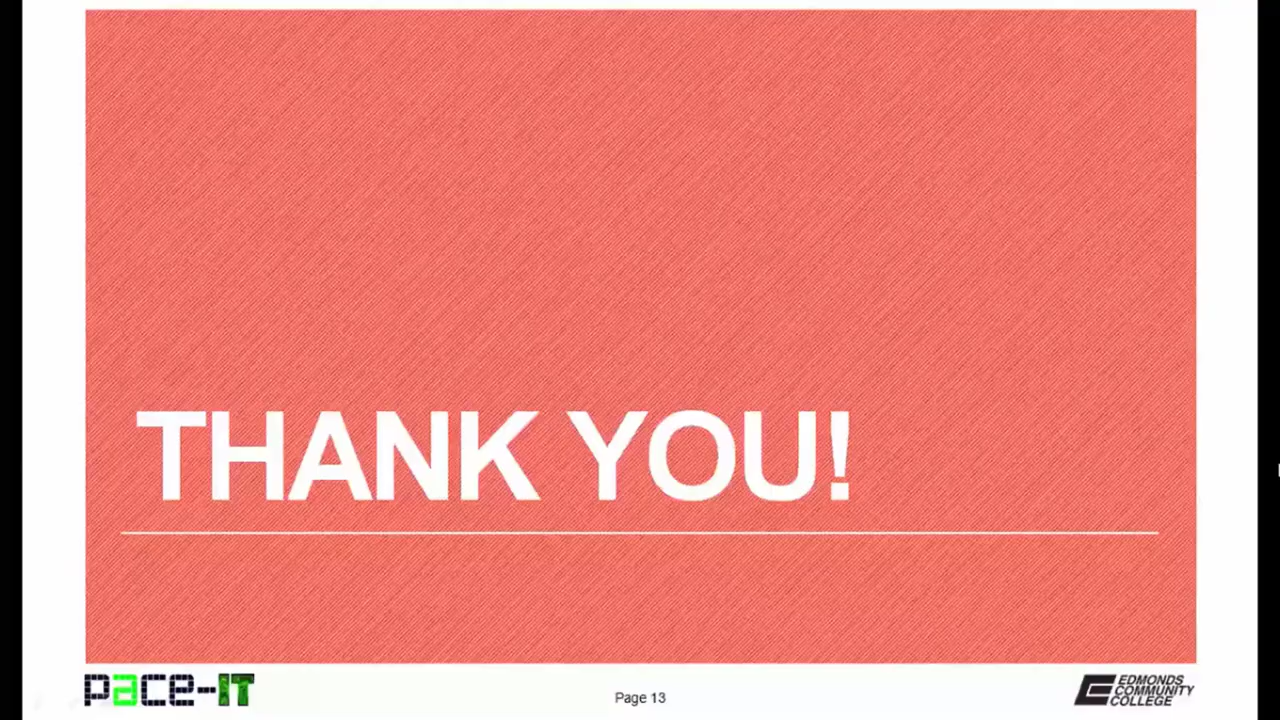 THANK YOU!
pace-IT
Page 13
EDMONDS
COMMUNITY
COLLEGE